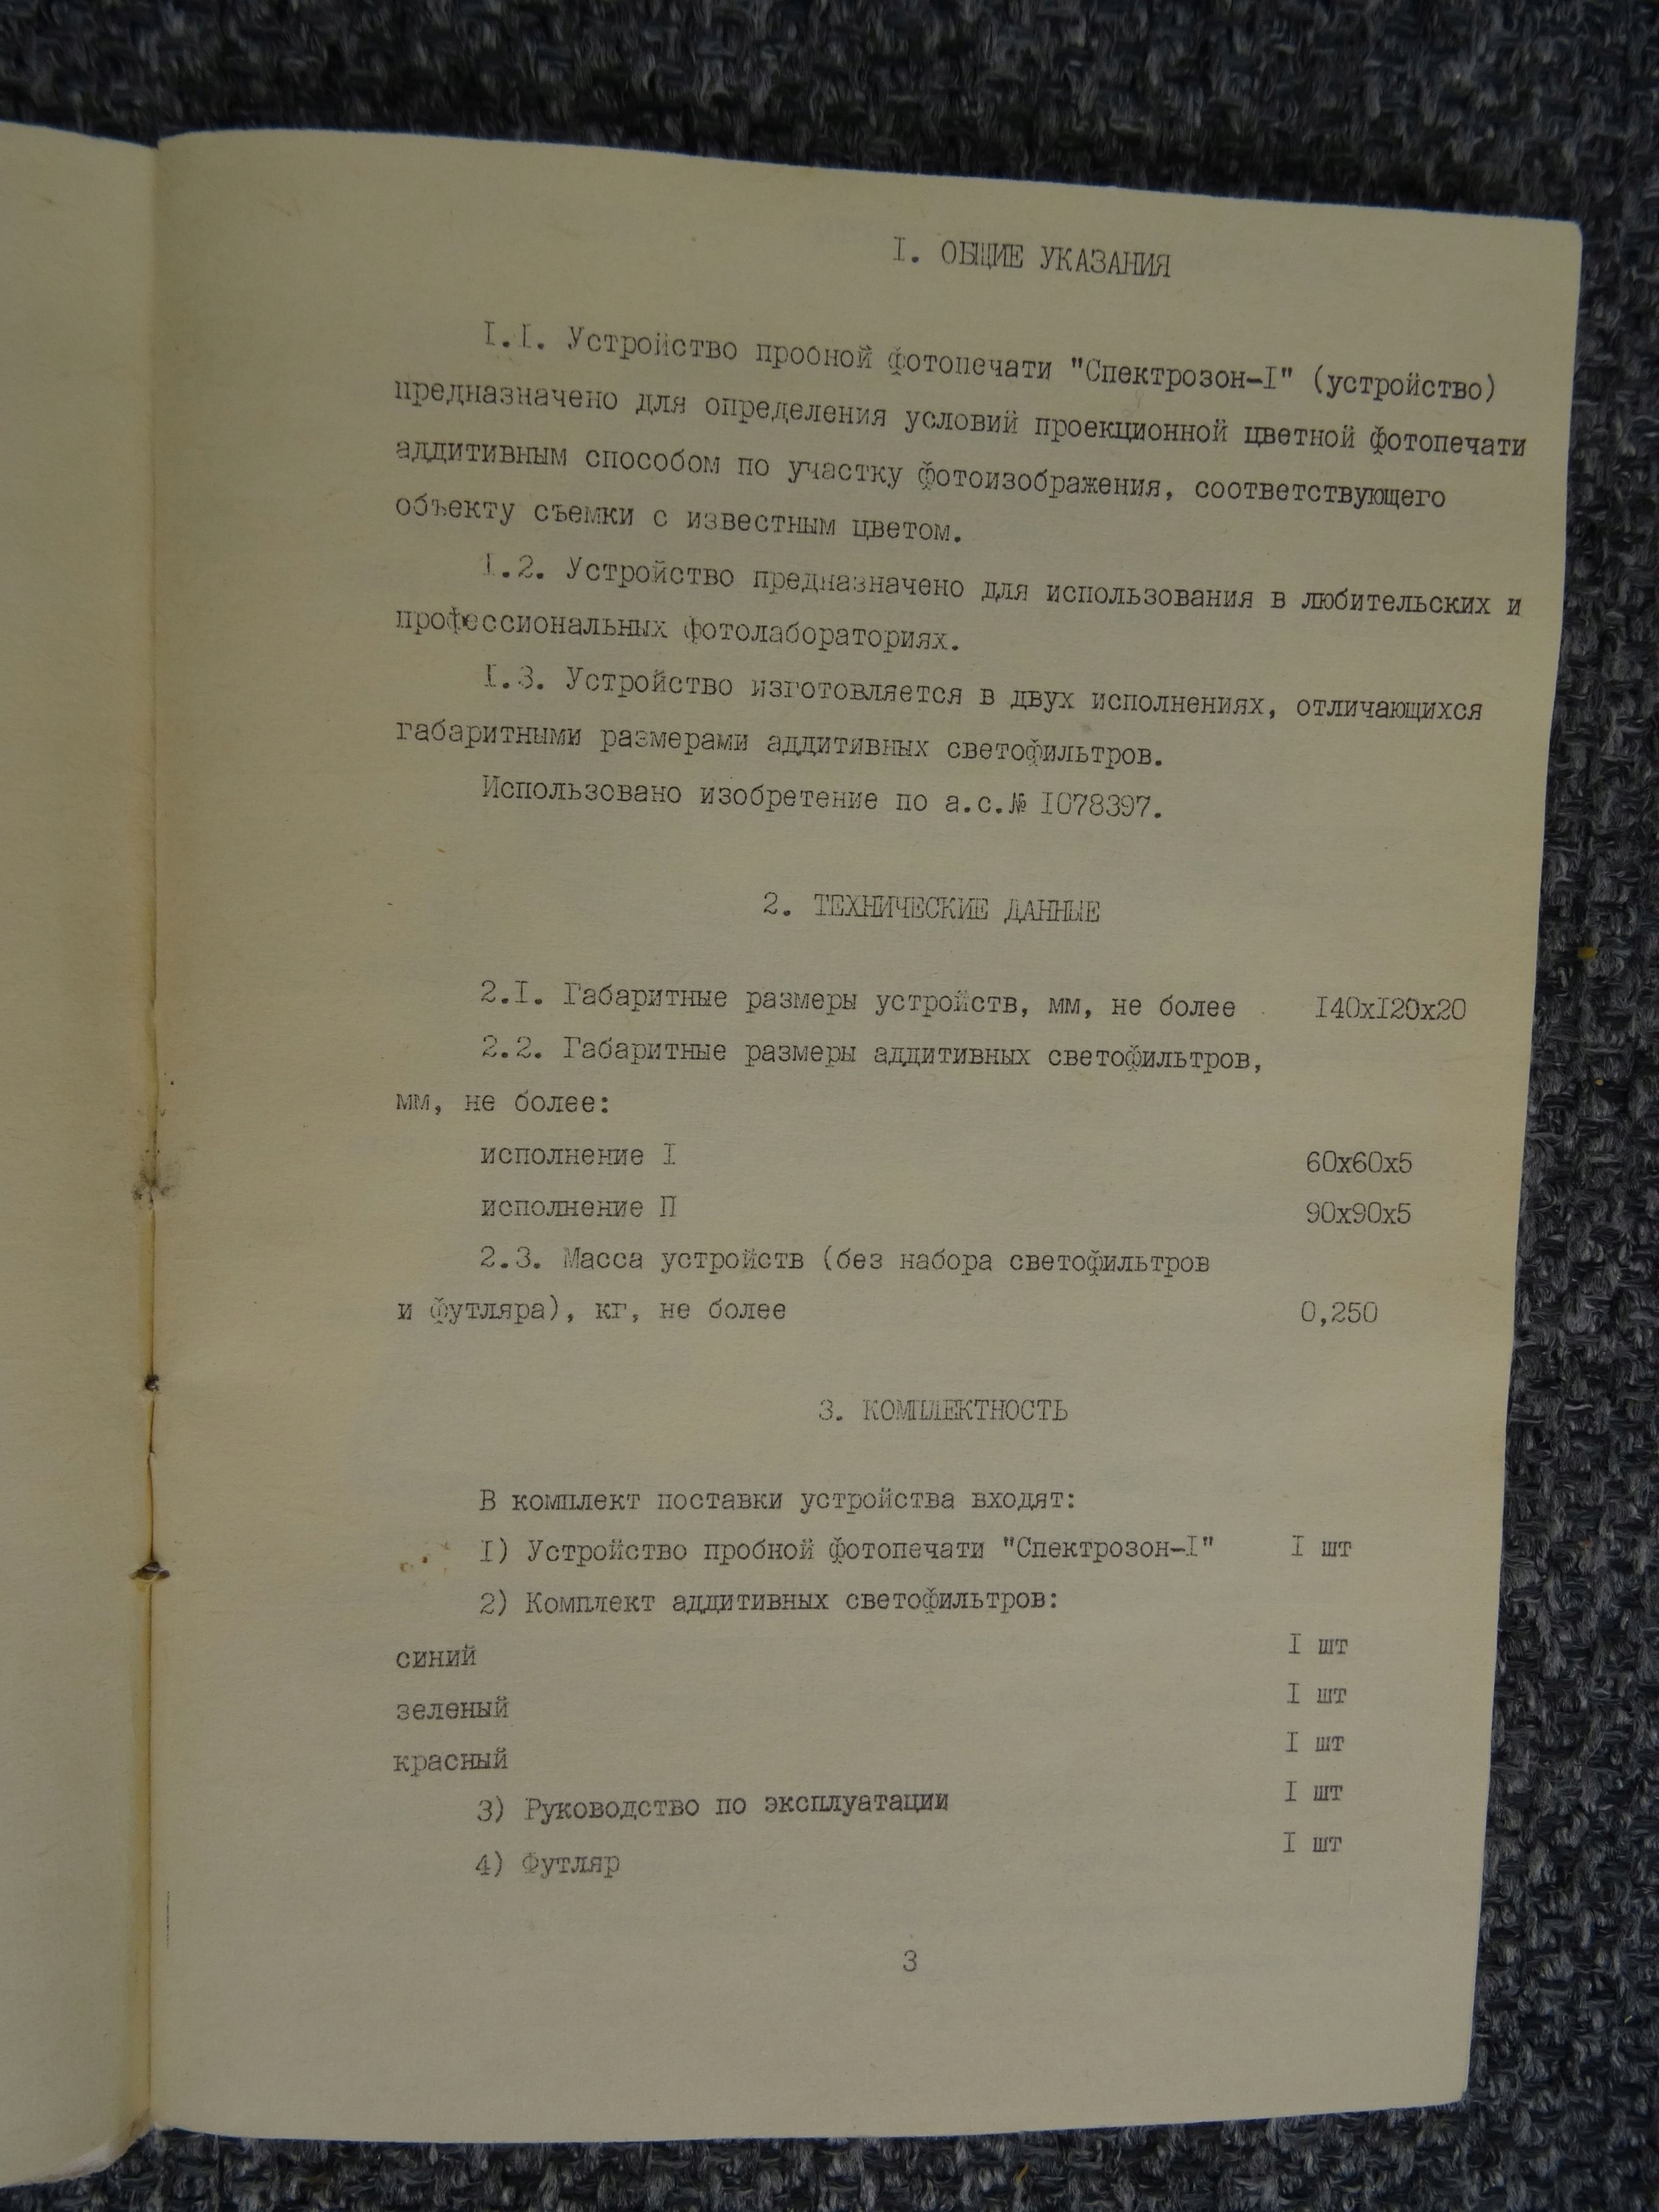 I. ОБЩИЕ УКАЗАНИЯ
I.I. Устройство пробной фотопечати "Спектрозон-I" (устройство)
предназначено для определения условий проекционной цветной фотопечати
аддитивным способом по участку фотоизображения, соответствующего
объекту съемки с известным цветом.
I.2. Устройство предназначено для использования в любительских и
профессиональных фотолабораториях.
I.3. Устройство изготовляется в двух исполнениях, отличающихся
габаритными размерами аддитивных светофильтров.
Использовано изобретение по а.с.№ I078397.
2. ТЕХНИЧЕСКИЕ ДАННЫЕ
2.I. Габаритные размеры устройств, мм, не более I40xI20x20
2.2. Габаритные размеры аддитивных светофильтров,
мм, не более:
исполнение I 60x60x5
исполнение II 90x90x5
2.3. Масса устройств (без набора светофильтров
и футляра), кг, не более 0,250
3. КОМПЛЕКТНОСТЬ
В комплект поставки устройства входят:
I) Устройство пробной фотопечати "Спектрозон-I" I шт
2) Комплект аддитивных светофильтров:
синий I шт
зеленый I шт
красный I шт
3) Руководство по эксплуатации I шт
4) Футляр I шт
3